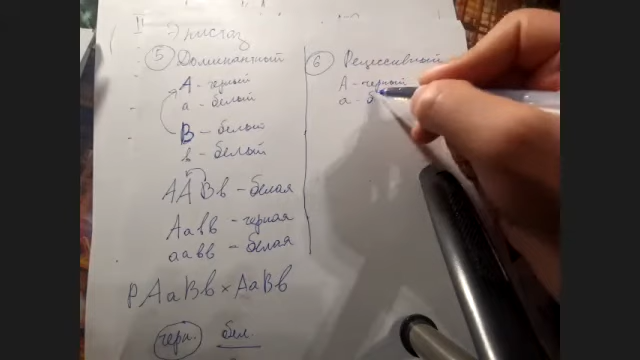 II Эпистаз
5 Доминантный
A - черный
a - белый
B - белый
b - белый
AABb - белая
Aabb - черная
aabb - белая
P AaBb × AaBb
черн. бел.
6 Рецессивный
A - черный
a - б